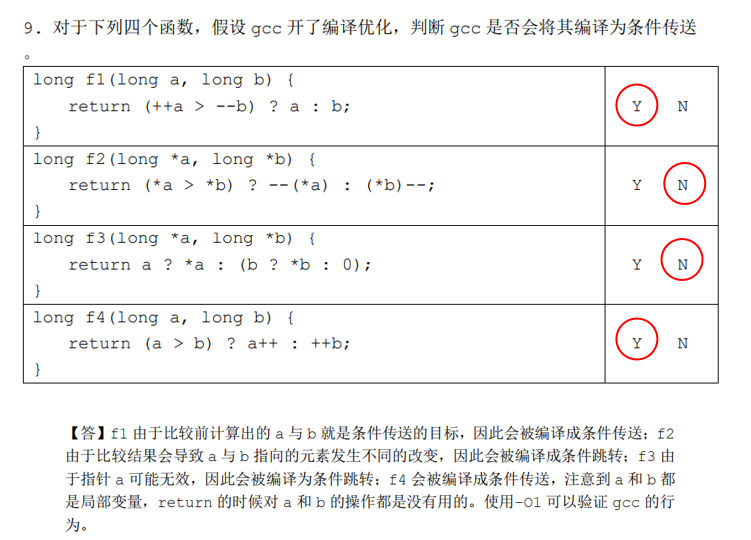 9. 对于下列四个函数，假设 gcc 开了编译优化，判断 gcc 是否会将其编译为条件传送
。
long f1(long a, long b) {
return (++a > --b) ? a : b;
}
Y N
long f2(long *a, long *b) {
return (*a > *b) ? --(*a) : (*b)--;
}
Y N
long f3(long *a, long *b) {
return a ? *a : (b ? *b : 0);
}
Y N
long f4(long a, long b) {
return (a > b) ? a++ : ++b;
}
Y N
【答】f1 由于比较前计算出的 a 与 b 就是条件传送的目标，因此会被编译成条件传送；f2
由于比较结果会导致 a 与 b 指向的元素发生不同的改变，因此会被编译成条件跳转；f3 由
于指针 a 可能无效，因此会被编译为条件跳转；f4 会被编译成条件传送，注意到 a 和 b 都
是局部变量，return 的时候对 a 和 b 的操作都是没有用的。使用-O1 可以验证 gcc 的行
为。